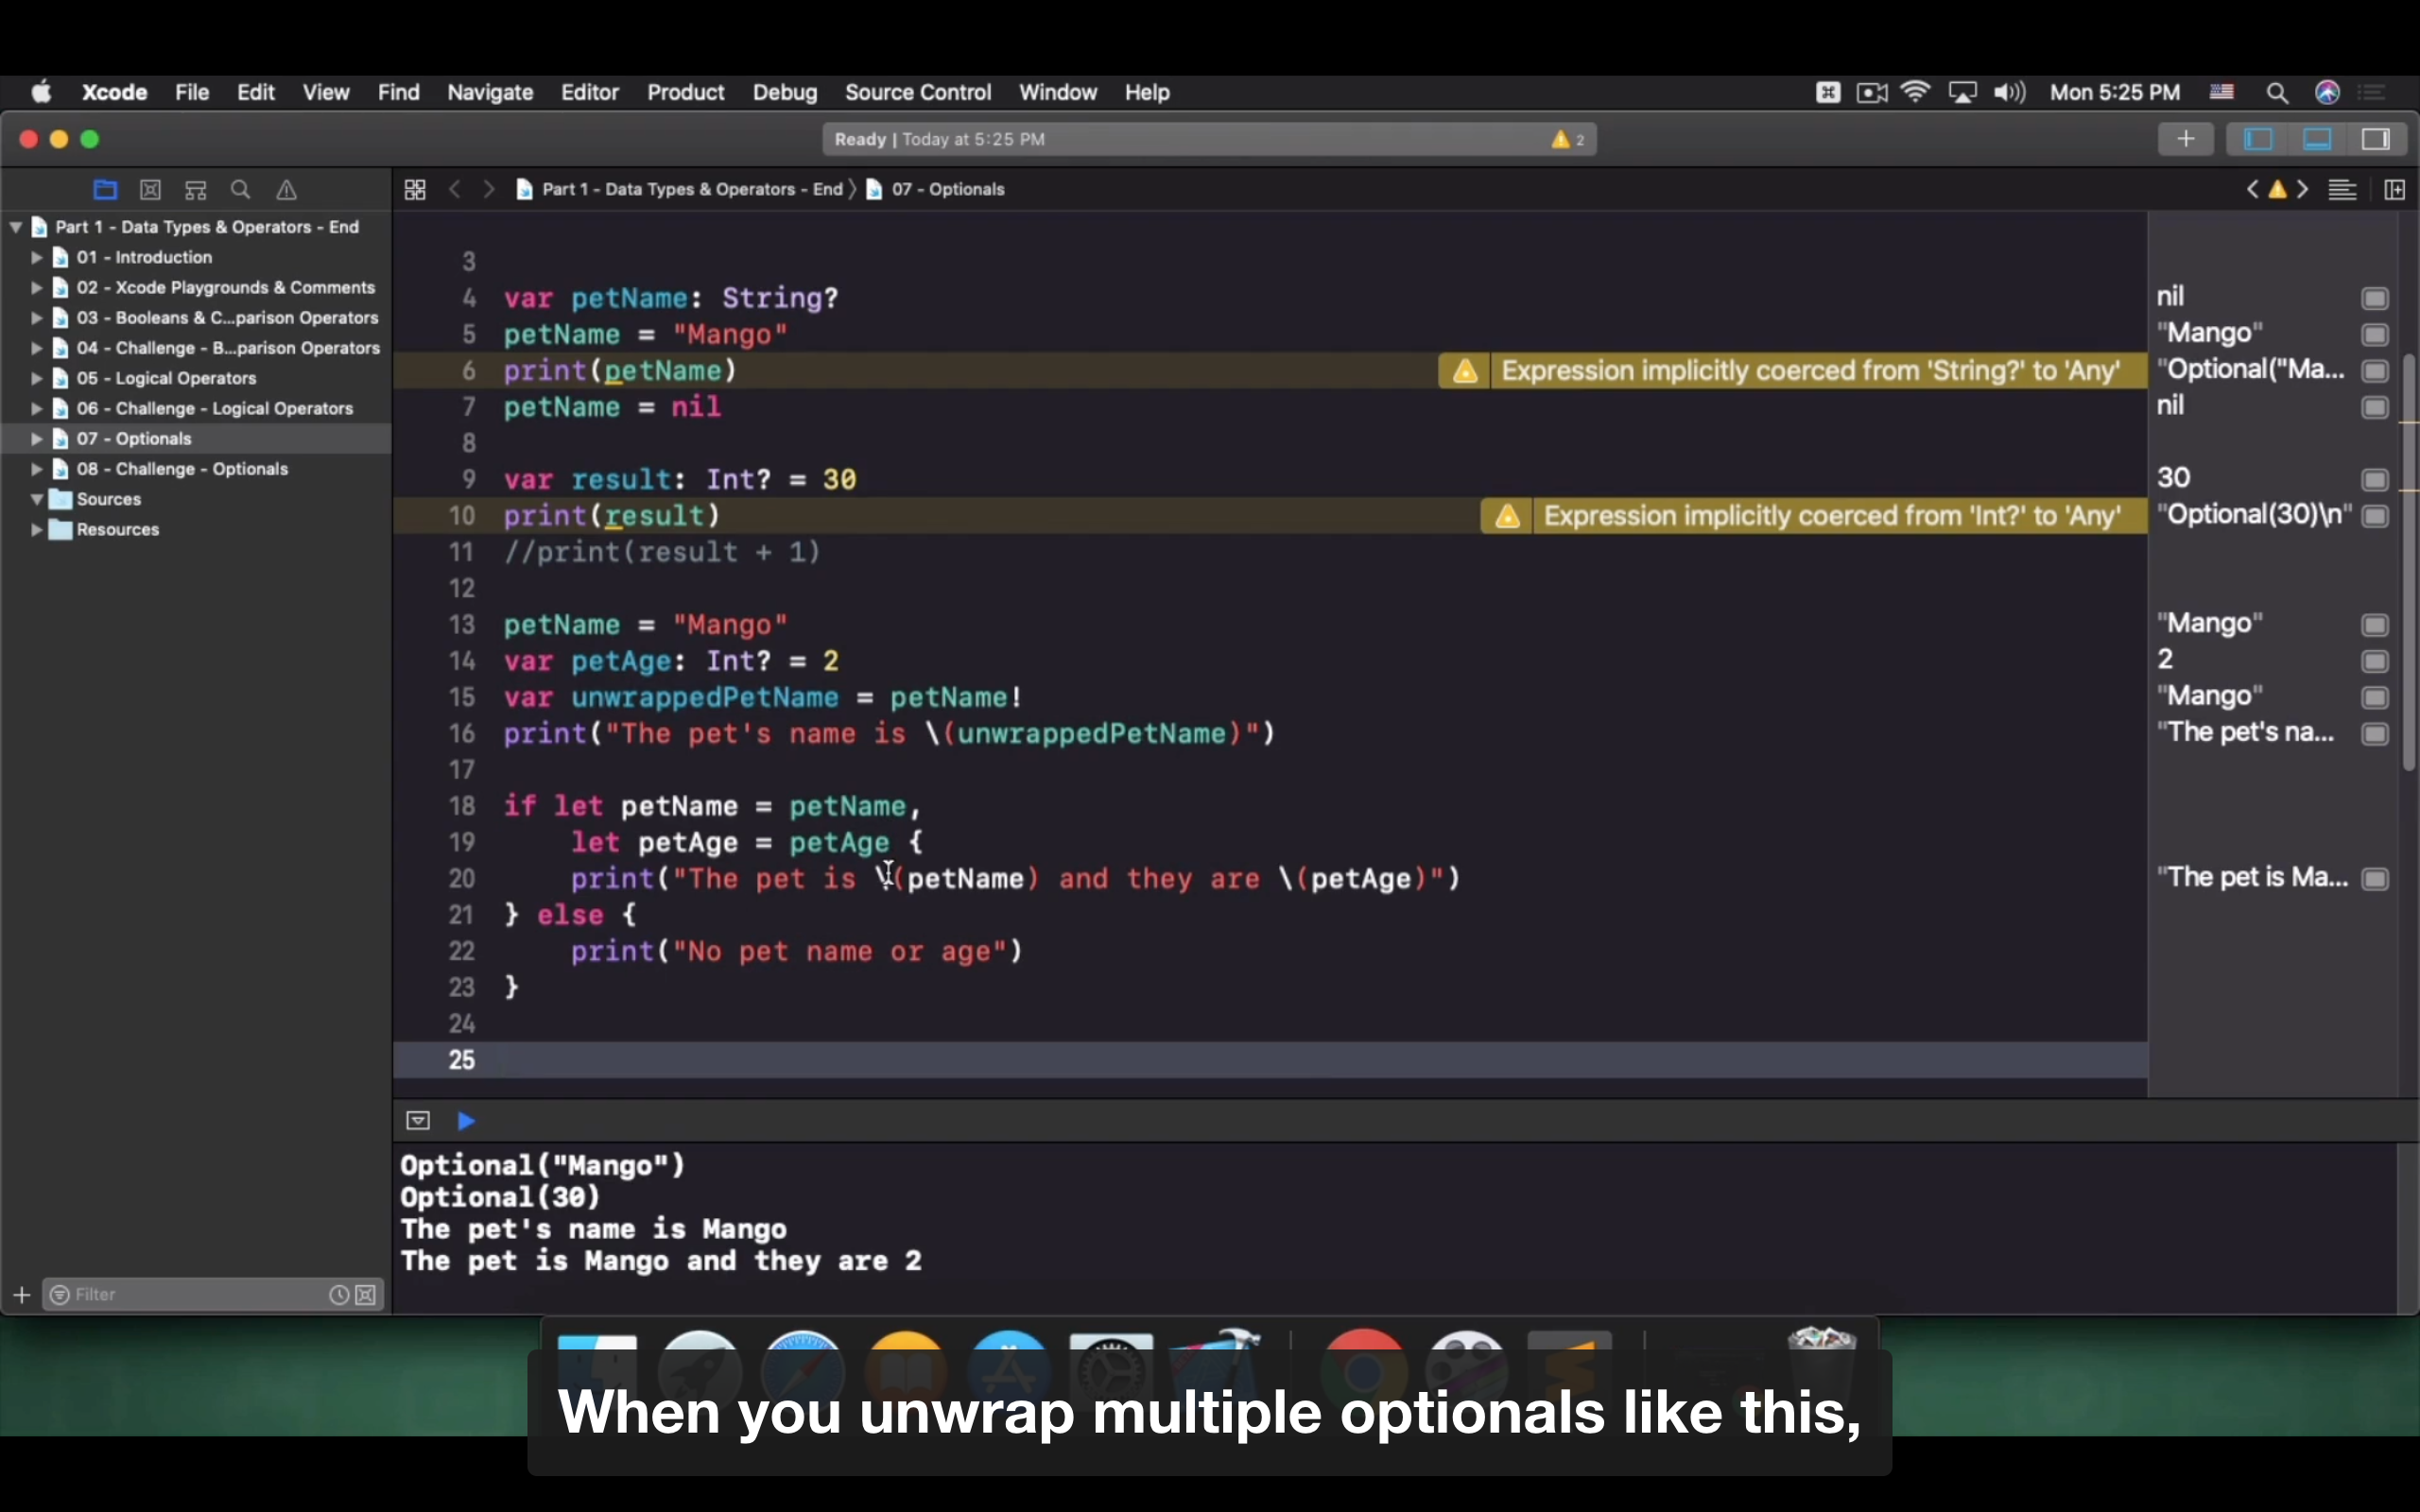 Xcode File Edit View Find Navigate Editor Product Debug Source Control Window Help Mon 5:25 PM
Ready | Today at 5:25 PM 2
Part 1 - Data Types & Operators - End 07 - Optionals
Part 1 - Data Types & Operators - End
01 - Introduction
02 - Xcode Playgrounds & Comments
03 - Booleans & C...parison Operators
04 - Challenge - B...parison Operators
05 - Logical Operators
06 - Challenge - Logical Operators
07 - Optionals
08 - Challenge - Optionals
Sources
Resources
Filter
3
4 var petName: String? nil
5 petName = "Mango" "Mango"
6 print(petName) Expression implicitly coerced from 'String?' to 'Any' "Optional("Ma...
7 petName = nil nil
8
9 var result: Int? = 30 30
10 print(result) Expression implicitly coerced from 'Int?' to 'Any' "Optional(30)\n"
11 //print(result + 1)
12
13 petName = "Mango" "Mango"
14 var petAge: Int? = 2 2
15 var unwrappedPetName = petName! "Mango"
16 print("The pet's name is \(unwrappedPetName)") "The pet's na...
17
18 if let petName = petName,
19 let petAge = petAge {
20 print("The pet is \(petName) and they are \(petAge)") "The pet is Ma...
21 } else {
22 print("No pet name or age")
23 }
24
25
Optional("Mango")
Optional(30)
The pet's name is Mango
The pet is Mango and they are 2
When you unwrap multiple optionals like this,